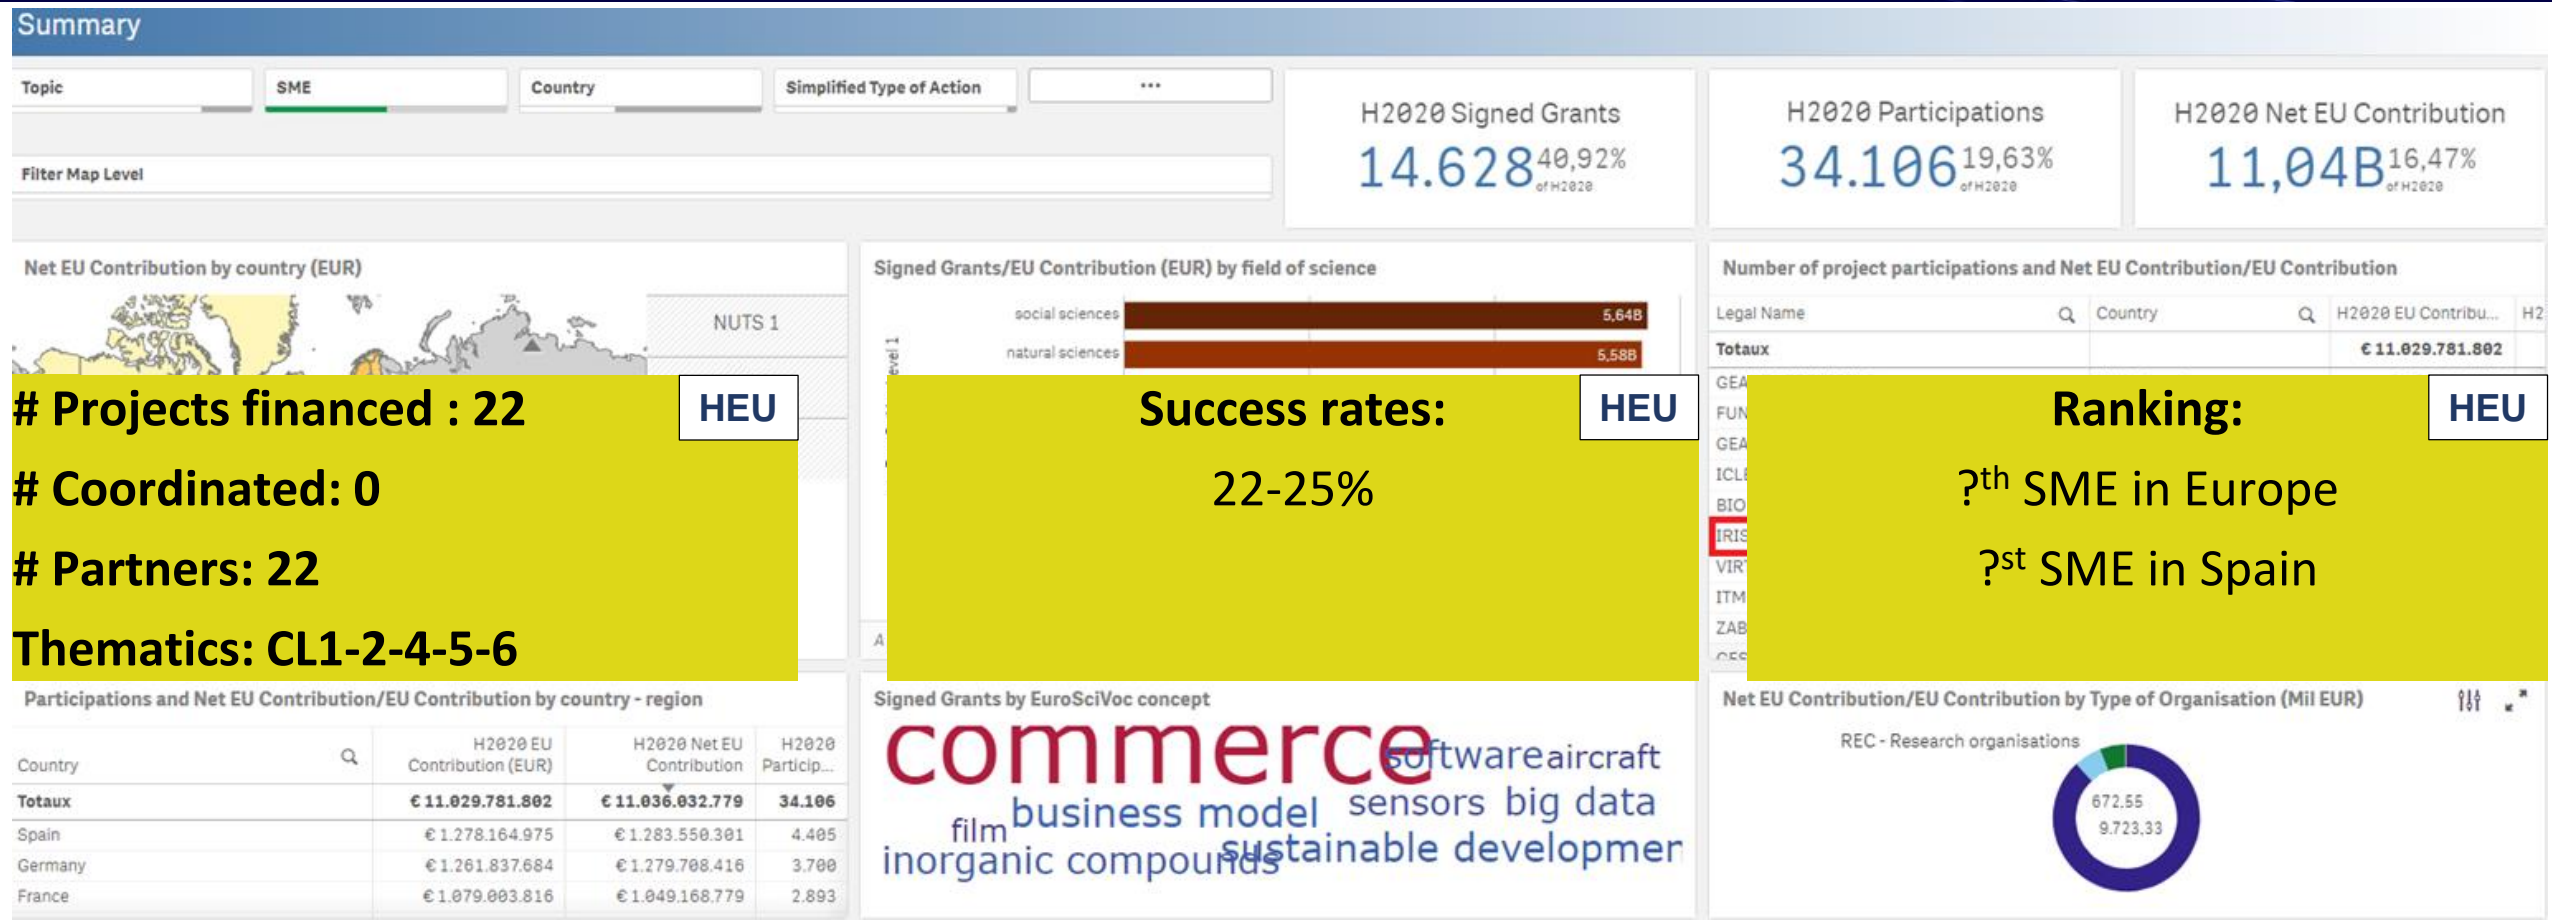 Summary
Topic
SME
Country
Simplified Type of Action
...
Filter Map Level
H2020 Signed Grants
14.628 40,92%
of H2020
H2020 Participations
34.106 19,63%
of H2020
H2020 Net EU Contribution
11,04B 16,47%
of H2020
Net EU Contribution by country (EUR)
NUTS 1
# Projects financed : 22
HEU
# Coordinated: 0
# Partners: 22
Thematics: CL1-2-4-5-6
Signed Grants/EU Contribution (EUR) by field of science
social sciences 5,64B
natural sciences 5,58B
Success rates:
HEU
22-25%
Number of project participations and Net EU Contribution/EU Contribution
Legal Name Country H2020 EU Contribu... H2
Totaux € 11.029.781.802
GEA
FUN
GEA
ICLE
BIO
IRIS
VIRT
ITM
ZAB
Ranking:
HEU
?th SME in Europe
?st SME in Spain
Participations and Net EU Contribution/EU Contribution by country - region
Country H2020 EU Contribution (EUR) H2020 Net EU Contribution H2020 Particip...
Totaux € 11.029.781.802 € 11.036.032.779 34.106
Spain € 1.278.164.975 € 1.283.550.301 4.405
Germany € 1.261.837.684 € 1.279.708.416 3.700
France € 1.079.003.816 € 1.049.168.779 2.893
Signed Grants by EuroSciVoc concept
commerce
software aircraft
business model sensors big data
film
inorganic compounds sustainable developmen
Net EU Contribution/EU Contribution by Type of Organisation (Mil EUR)
REC - Research organisations
672.55
9.723,33